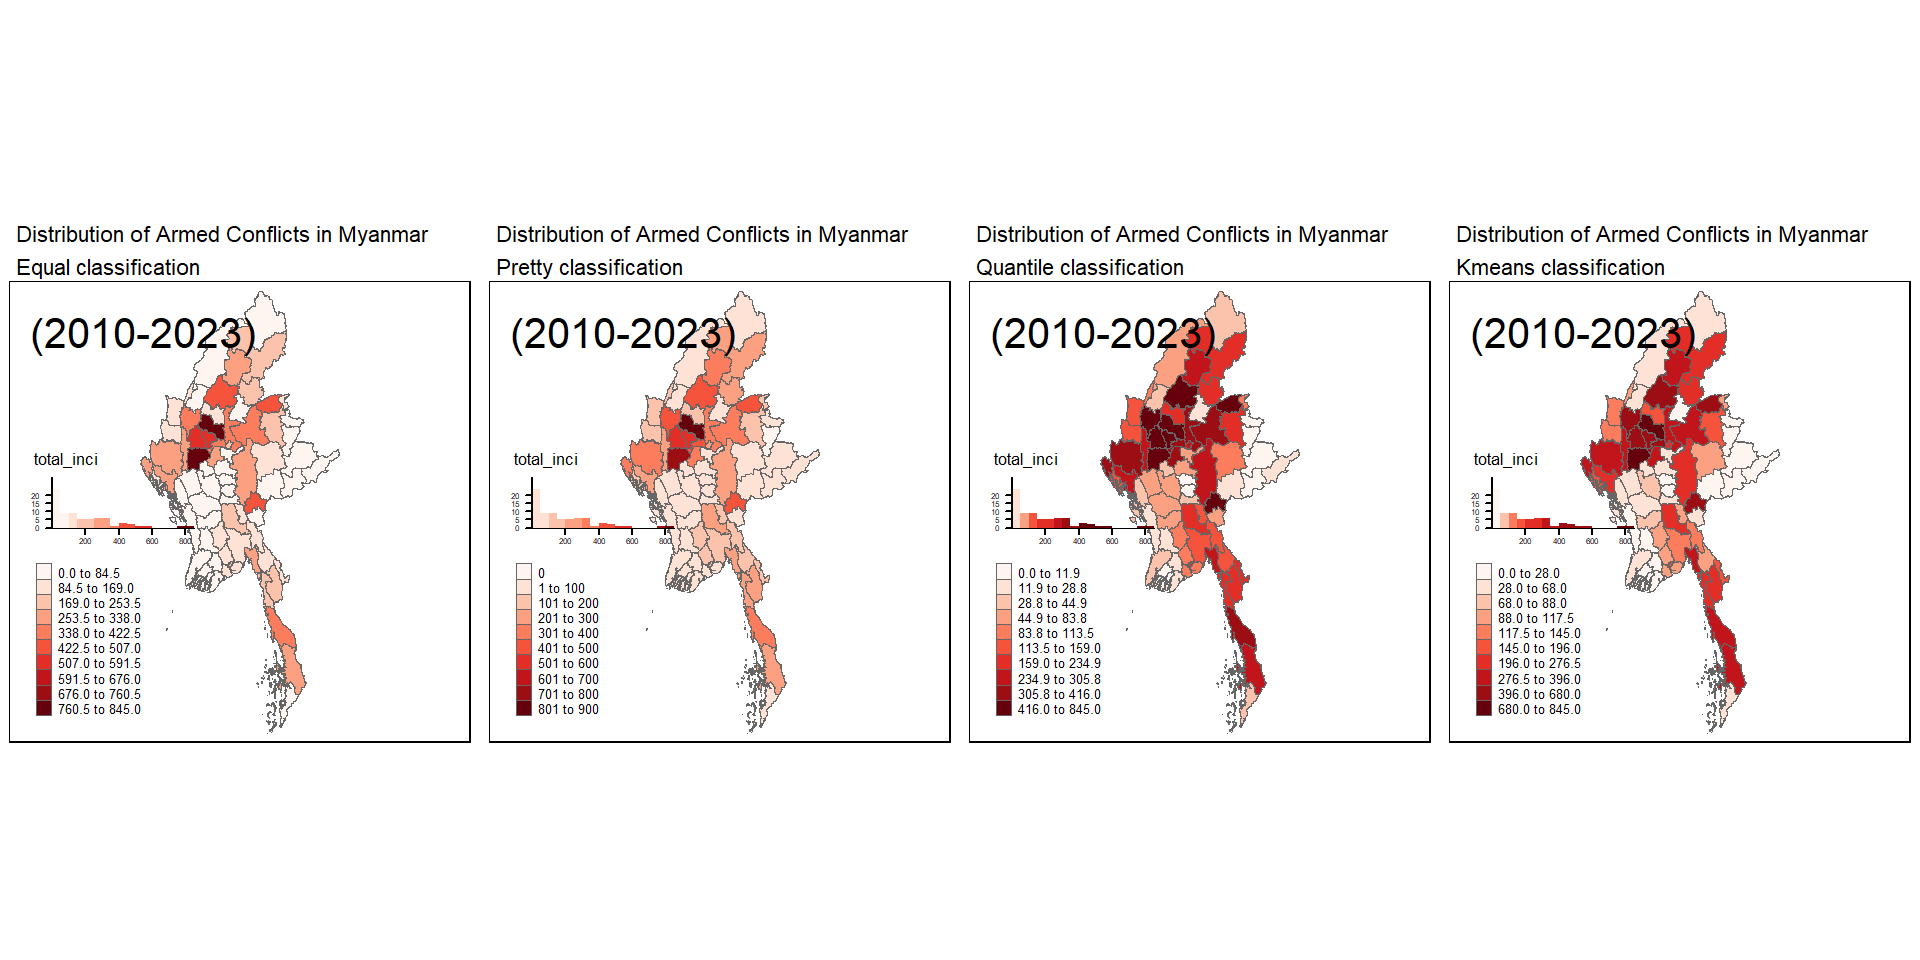 Distribution of Armed Conflicts in Myanmar
Equal classification
(2010-2023)
total_inci
20
15
10
5
0
200 400 600 800
0.0 to 84.5
84.5 to 169.0
169.0 to 253.5
253.5 to 338.0
338.0 to 422.5
422.5 to 507.0
507.0 to 591.5
591.5 to 676.0
676.0 to 760.5
760.5 to 845.0
Distribution of Armed Conflicts in Myanmar
Pretty classification
(2010-2023)
total_inci
20
15
10
5
0
200 400 600 800
0
1 to 100
101 to 200
201 to 300
301 to 400
401 to 500
501 to 600
601 to 700
701 to 800
801 to 900
Distribution of Armed Conflicts in Myanmar
Quantile classification
(2010-2023)
total_inci
20
15
10
5
0
200 400 600 800
0.0 to 11.9
11.9 to 28.8
28.8 to 44.9
44.9 to 83.8
83.8 to 113.5
113.5 to 159.0
159.0 to 234.9
234.9 to 305.8
305.8 to 416.0
416.0 to 845.0
Distribution of Armed Conflicts in Myanmar
Kmeans classification
(2010-2023)
total_inci
20
15
10
5
0
200 400 600 800
0.0 to 28.0
28.0 to 68.0
68.0 to 88.0
88.0 to 117.5
117.5 to 145.0
145.0 to 196.0
196.0 to 276.5
276.5 to 396.0
396.0 to 680.0
680.0 to 845.0